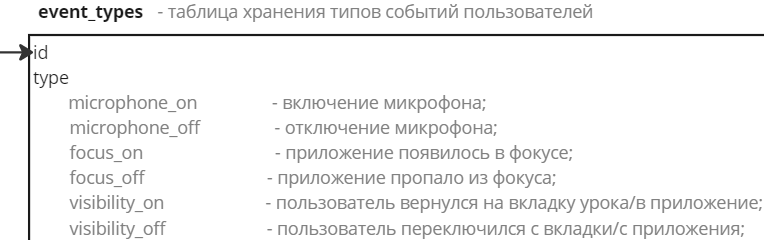 event_types - таблица хранения типов событий пользователей
id
type
microphone_on - включение микрофона;
microphone_off - отключение микрофона;
focus_on - приложение появилось в фокусе;
focus_off - приложение пропало из фокуса;
visibility_on - пользователь вернулся на вкладку урока/в приложение;
visibility_off - пользователь переключился с вкладки/с приложения;